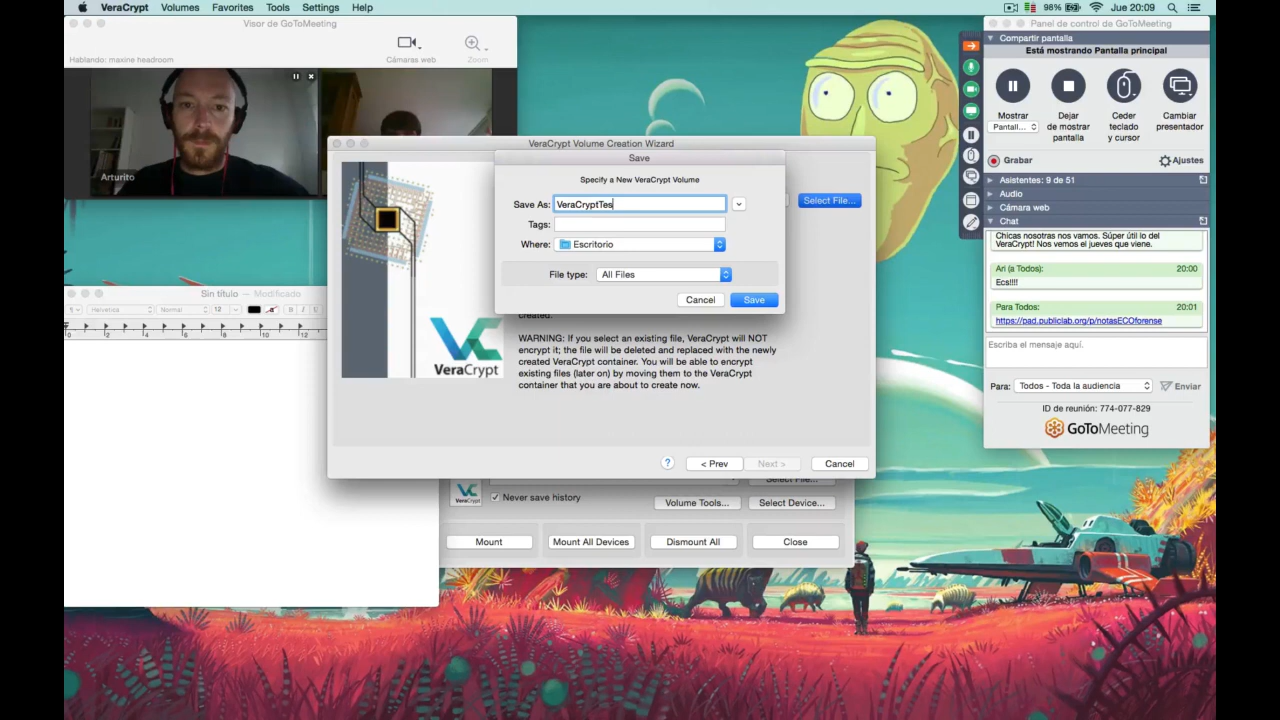 VeraCrypt Volumes Favorites Tools Settings Help
98% Jue 20:09
Visor de GoToMeeting
Hablando: maxine headroom
Cámaras web
Zoom
Arturito
Sin título — Modificado
Helvetica Normal 12 B I U
0 2 4 6 8 10 12
VeraCrypt Volume Creation Wizard
Save
Specify a New VeraCrypt Volume
Save As: VeraCryptTes
Tags:
Where: Escritorio
File type: All Files
Cancel Save
Select File...
created.
WARNING: If you select an existing file, VeraCrypt will NOT
encrypt it; the file will be deleted and replaced with the newly
created VeraCrypt container. You will be able to encrypt
existing files (later on) by moving them to the VeraCrypt
container that you are about to create now.
VeraCrypt
? < Prev Next > Cancel
Select File...
VeraCrypt
Never save history
Volume Tools... Select Device...
Mount Mount All Devices Dismount All Close
Panel de control de GoToMeeting
Compartir pantalla
Está mostrando Pantalla principal
Mostrar
Pantall...
Dejar
de mostrar
pantalla
Ceder
teclado
y cursor
Cambiar
presentador
Grabar Ajustes
Asistentes: 9 de 51
Audio
Cámara web
Chat
Chicas nosotras nos vamos. Súper útil lo del
VeraCrypt! Nos vemos el jueves que viene.
Ari (a Todos): 20:00
Ecs!!!!
Para Todos: 20:01
https://pad.publiclab.org/p/notasECOforense
Escriba el mensaje aquí.
Para: Todos - Toda la audiencia Enviar
ID de reunión: 774-077-829
GoToMeeting